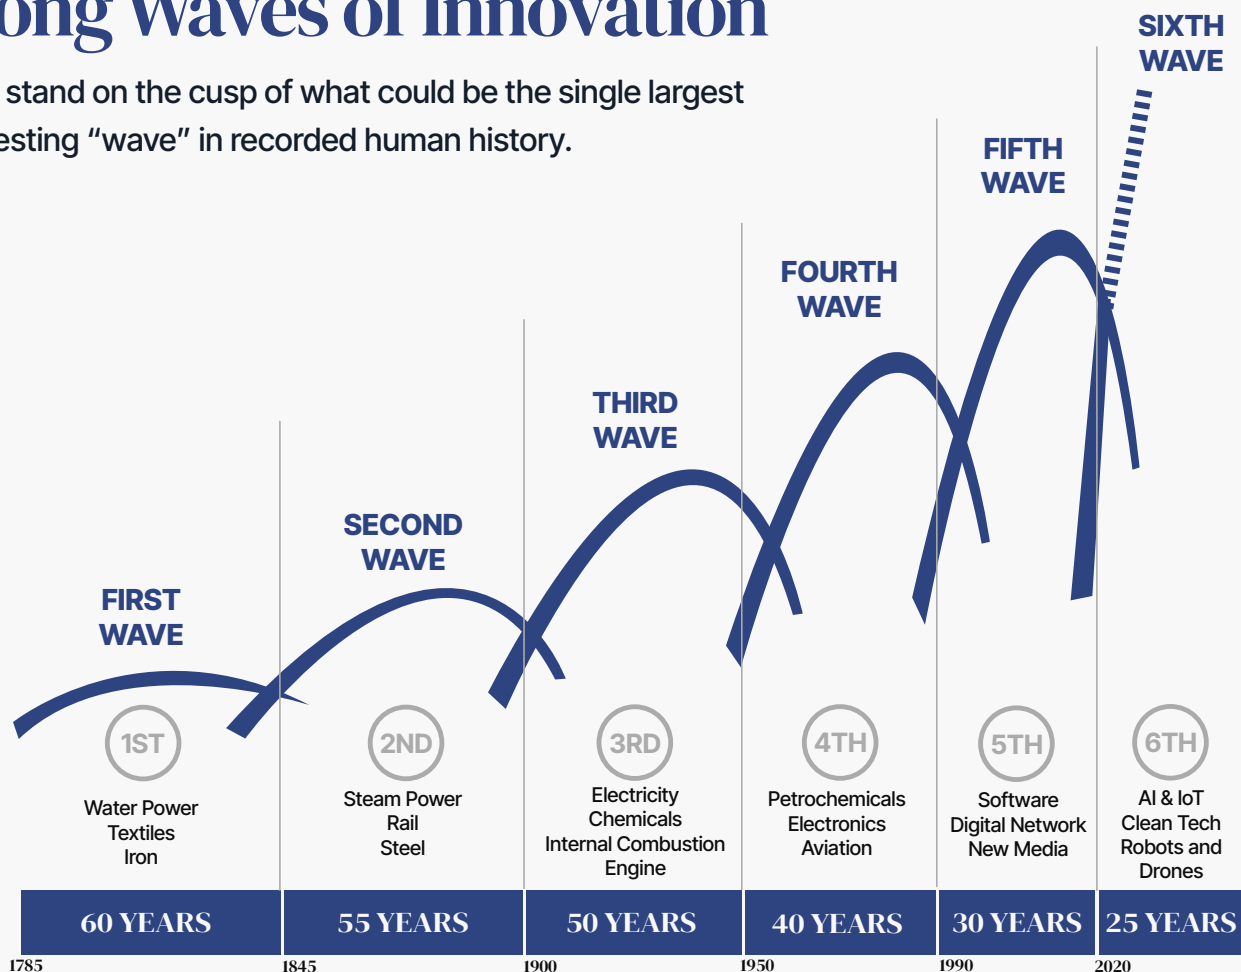 ong Waves of Innovation
stand on the cusp of what could be the single largest
esting “wave” in recorded human history.
SIXTH
WAVE
FIFTH
WAVE
FOURTH
WAVE
THIRD
WAVE
SECOND
WAVE
FIRST
WAVE
1ST
Water Power
Textiles
Iron
2ND
Steam Power
Rail
Steel
3RD
Electricity
Chemicals
Internal Combustion
Engine
4TH
Petrochemicals
Electronics
Aviation
5TH
Software
Digital Network
New Media
6TH
AI & IoT
Clean Tech
Robots and
Drones
60 YEARS 55 YEARS 50 YEARS 40 YEARS 30 YEARS 25 YEARS
1785 1845 1900 1950 1990 2020